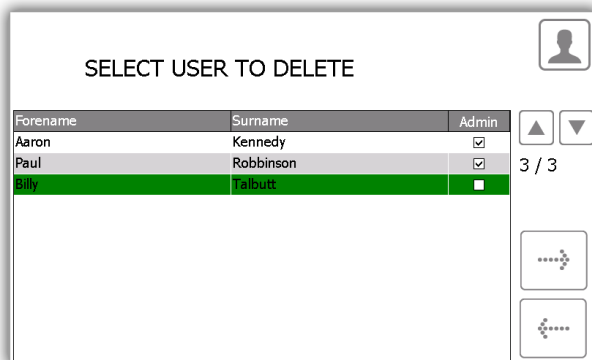 SELECT USER TO DELETE
Forename Surname Admin
Aaron Kennedy
Paul Robbinson
3 / 3
Billy Talbutt